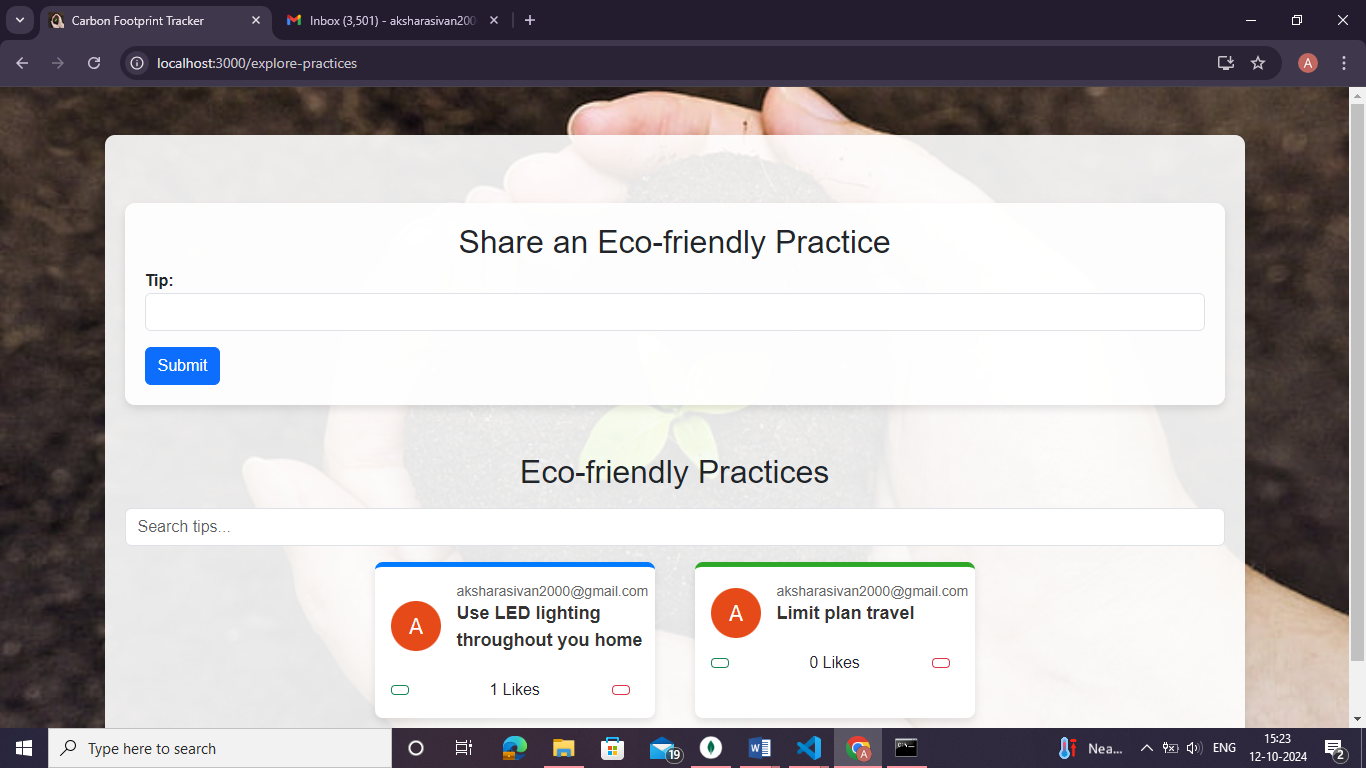 Carbon Footprint Tracker
Inbox (3,501) - aksharasivan200
localhost:3000/explore-practices
A
Share an Eco-friendly Practice
Tip:
Submit
Eco-friendly Practices
Search tips...
aksharasivan2000@gmail.com
A
Use LED lighting
throughout you home
1 Likes
aksharasivan2000@gmail.com
A
Limit plan travel
0 Likes
Type here to search
19
A
Nea...
ENG
15:23
12-10-2024
2